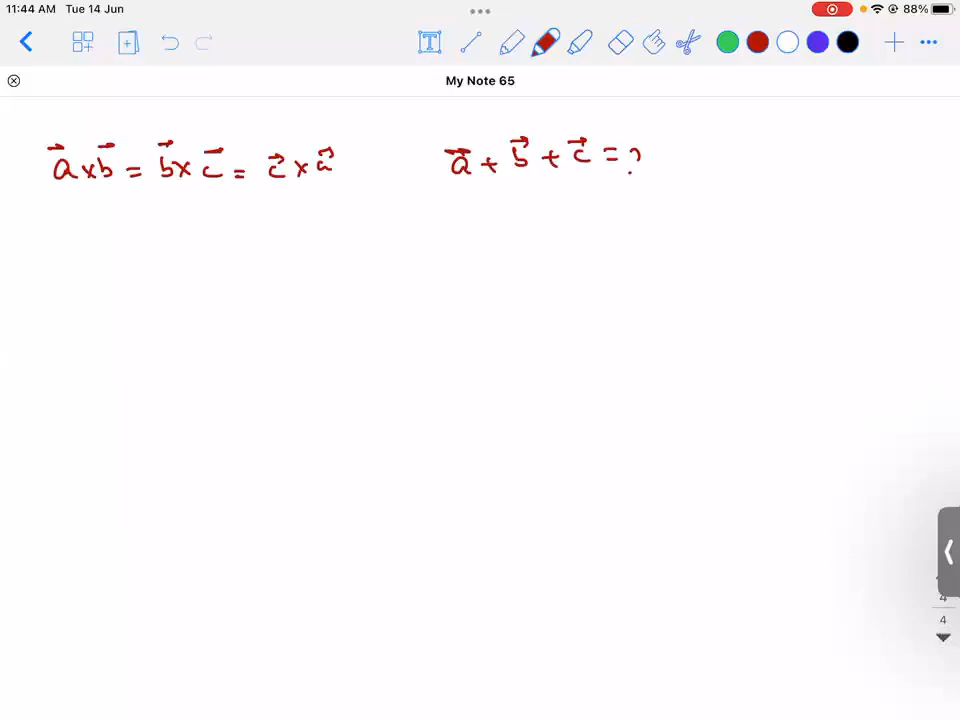 11:44 AM Tue 14 Jun 88%
My Note 65
a⃗ × b⃗ = b⃗ × c⃗ = c⃗ × a⃗ a⃗ + b⃗ + c⃗ = ?
4
4